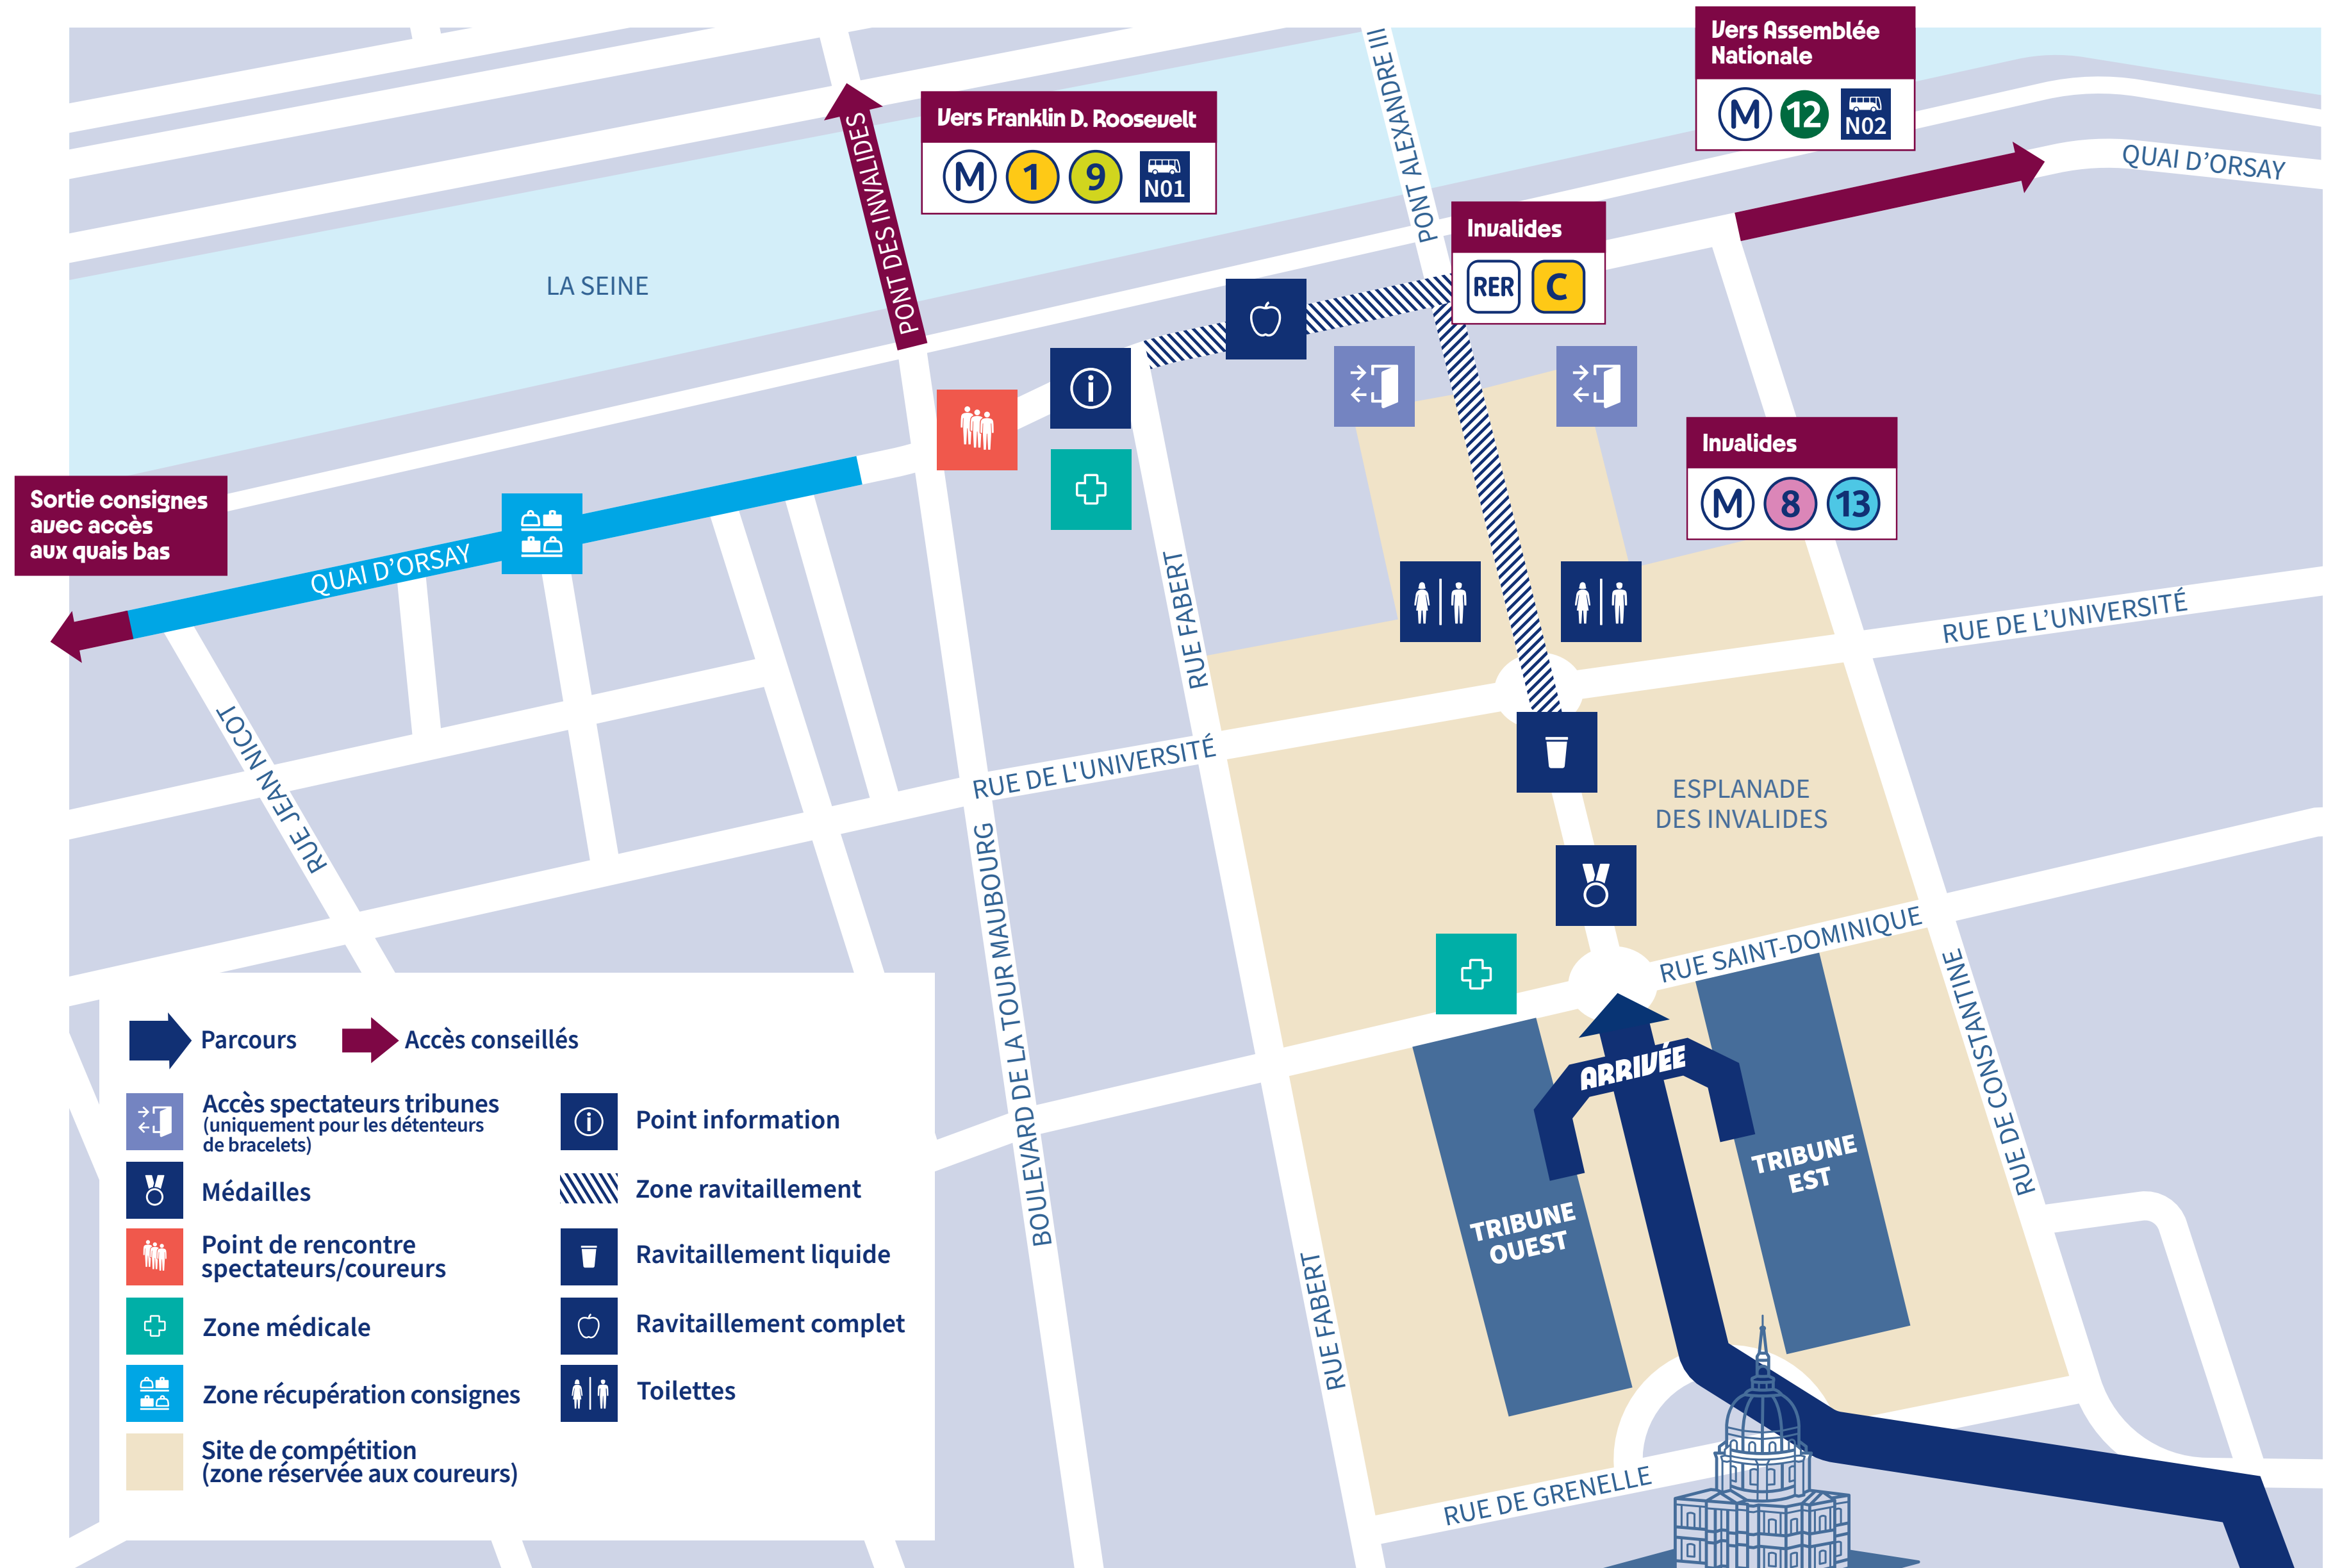 Vers Assemblée
Nationale
M 12 N02
QUAI D'ORSAY
PONT ALEXANDRE III
Vers Franklin D. Roosevelt
M 1 9 N01
PONT DES INVALIDES
Invalides
RER C
LA SEINE
Invalides
M 8 13
Sortie consignes
avec accès
aux quais bas
QUAI D'ORSAY
RUE FABERT
RUE DE L'UNIVERSITÉ
RUE JEAN NICOT
RUE DE L'UNIVERSITÉ
ESPLANADE
DES INVALIDES
BOULEVARD DE LA TOUR MAUBOURG
RUE SAINT-DOMINIQUE
RUE DE CONSTANTINE
ARRIVÉE
TRIBUNE
EST
TRIBUNE
OUEST
RUE FABERT
RUE DE GRENELLE
Parcours
Accès conseillés
Accès spectateurs tribunes
(uniquement pour les détenteurs
de bracelets)
Médailles
Point de rencontre
spectateurs/coureurs
Zone médicale
Zone récupération consignes
Site de compétition
(zone réservée aux coureurs)
Point information
Zone ravitaillement
Ravitaillement liquide
Ravitaillement complet
Toilettes